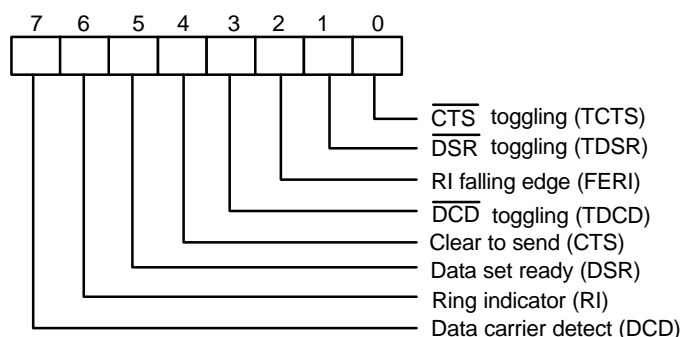 7 6 5 4 3 2 1 0
CTS toggling (TCTS)
DSR toggling (TDSR)
RI falling edge (FERI)
DCD toggling (TDCD)
Clear to send (CTS)
Data set ready (DSR)
Ring indicator (RI)
Data carrier detect (DCD)